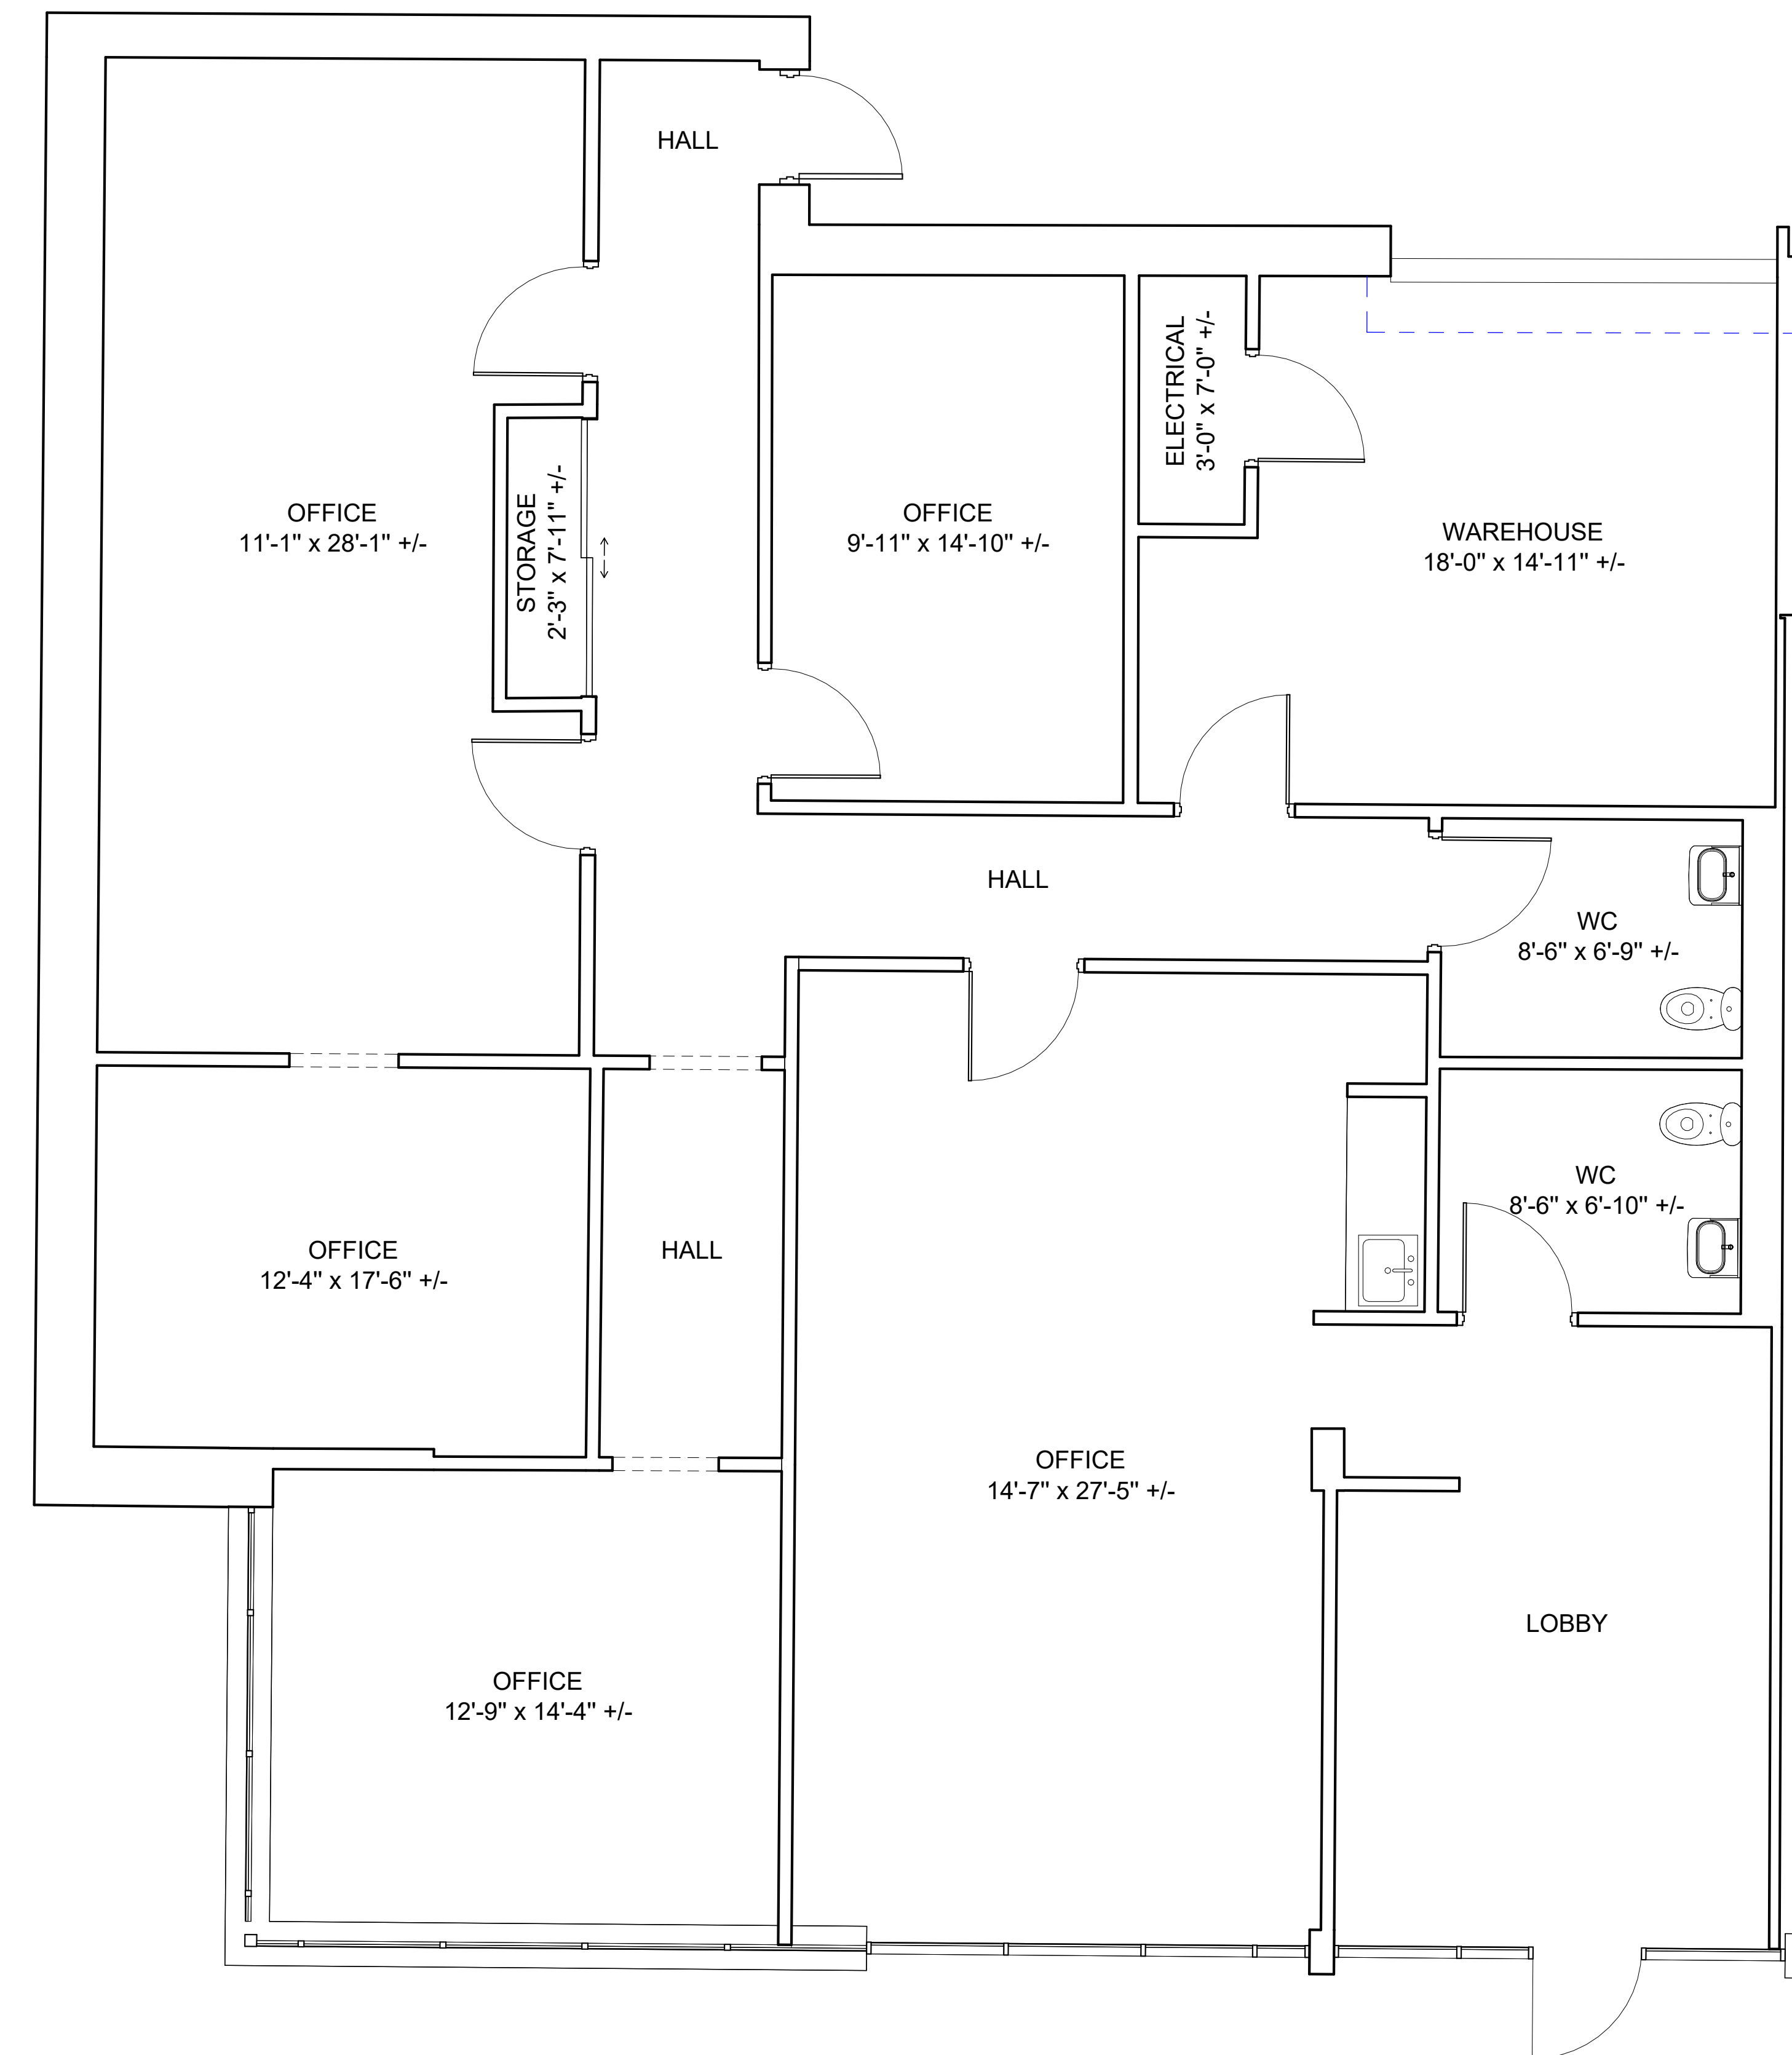 HALL
OFFICE
11'-1" x 28'-1" +/-
STORAGE
2'-3" x 7'-11" +/-
OFFICE
9'-11" x 14'-10" +/-
ELECTRICAL
3'-0" x 7'-0" +/-
WAREHOUSE
18'-0" x 14'-11" +/-
HALL
WC
8'-6" x 6'-9" +/-
WC
8'-6" x 6'-10" +/-
OFFICE
12'-4" x 17'-6" +/-
HALL
OFFICE
14'-7" x 27'-5" +/-
LOBBY
OFFICE
12'-9" x 14'-4" +/-